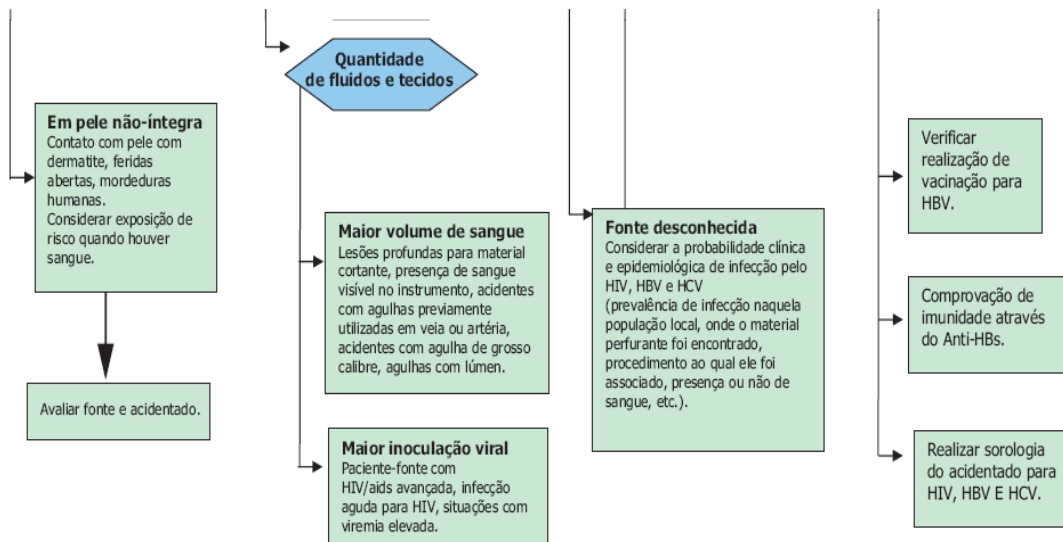 Em pele não-íntegra
Contato com pele com
dermatite, feridas
abertas, mordeduras
humanas.
Considerar exposição de
risco quando houver
sangue.
Avaliar fonte e acidentado.
Quantidade
de fluidos e tecidos
Maior volume de sangue
Lesões profundas para material
cortante, presença de sangue
visível no instrumento, acidentes
com agulhas previamente
utilizadas em veia ou artéria,
acidentes com agulha de grosso
calibre, agulhas com lúmen.
Maior inoculação viral
Paciente-fonte com
HIV/aids avançada, infecção
aguda para HIV, situações com
viremia elevada.
Fonte desconhecida
Considerar a probabilidade clínica
e epidemiológica de infecção pelo
HIV, HBV e HCV
(prevalência de infecção naquela
população local, onde o material
perfurante foi encontrado,
procedimento ao qual ele foi
associado, presença ou não de
sangue, etc.).
Verificar
realização de
vacinação para
HBV.
Comprovação de
imunidade através
do Anti-HBs.
Realizar sorologia
do acidentado para
HIV, HBV E HCV.